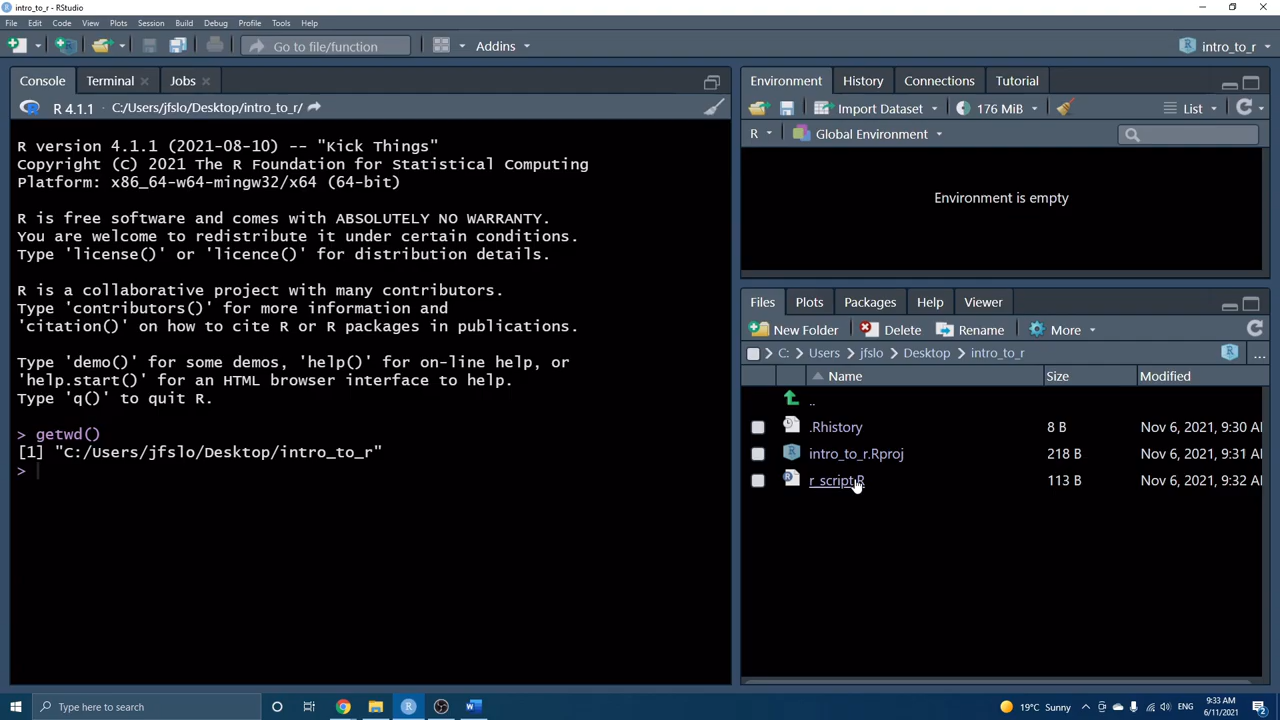 intro_to_r - RStudio
File Edit Code View Plots Session Build Debug Profile Tools Help
Go to file/function Addins intro_to_r
Console Terminal Jobs
R 4.1.1 C:/Users/jfslo/Desktop/intro_to_r/
R version 4.1.1 (2021-08-10) -- "Kick Things"
Copyright (C) 2021 The R Foundation for Statistical Computing
Platform: x86_64-w64-mingw32/x64 (64-bit)
R is free software and comes with ABSOLUTELY NO WARRANTY.
You are welcome to redistribute it under certain conditions.
Type 'license()' or 'licence()' for distribution details.
R is a collaborative project with many contributors.
Type 'contributors()' for more information and
'citation()' on how to cite R or R packages in publications.
Type 'demo()' for some demos, 'help()' for on-line help, or
'help.start()' for an HTML browser interface to help.
Type 'q()' to quit R.
> getwd()
[1] "C:/Users/jfslo/Desktop/intro_to_r"
>
Environment History Connections Tutorial
Import Dataset 176 MiB List
R Global Environment
Environment is empty
Files Plots Packages Help Viewer
New Folder Delete Rename More
C: Users jfslo Desktop intro_to_r ...
Name Size Modified
..
.Rhistory 8 B Nov 6, 2021, 9:30 AM
intro_to_r.Rproj 218 B Nov 6, 2021, 9:31 AM
r_script.R 113 B Nov 6, 2021, 9:32 AM
Type here to search
19°C Sunny ENG 9:33 AM
6/11/2021 2